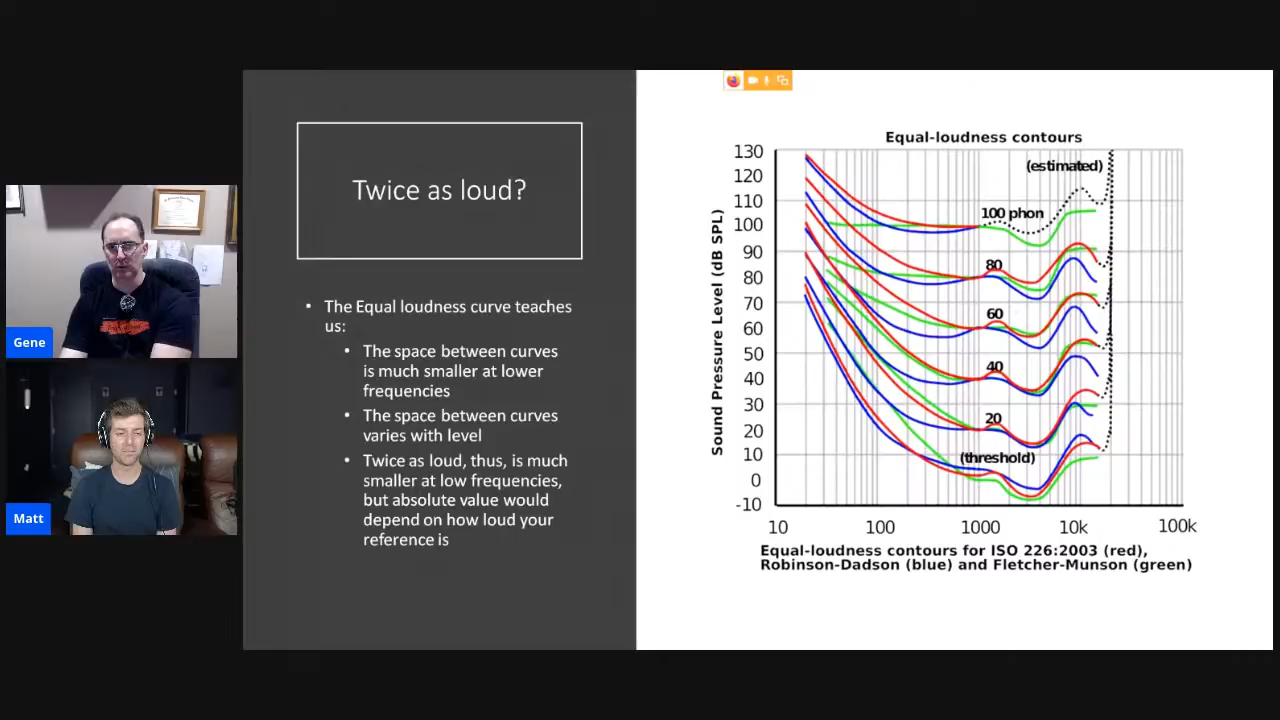 Gene
Matt
Twice as loud?
• The Equal loudness curve teaches
us:
• The space between curves
is much smaller at lower
frequencies
• The space between curves
varies with level
• Twice as loud, thus, is much
smaller at low frequencies,
but absolute value would
depend on how loud your
reference is
Equal-loudness contours
Sound Pressure Level (dB SPL)
130
120
110
100
90
80
70
60
50
40
30
20
10
0
-10
(estimated)
100 phon
80
60
40
20
(threshold)
10 100 1000 10k 100k
Equal-loudness contours for ISO 226:2003 (red),
Robinson-Dadson (blue) and Fletcher-Munson (green)